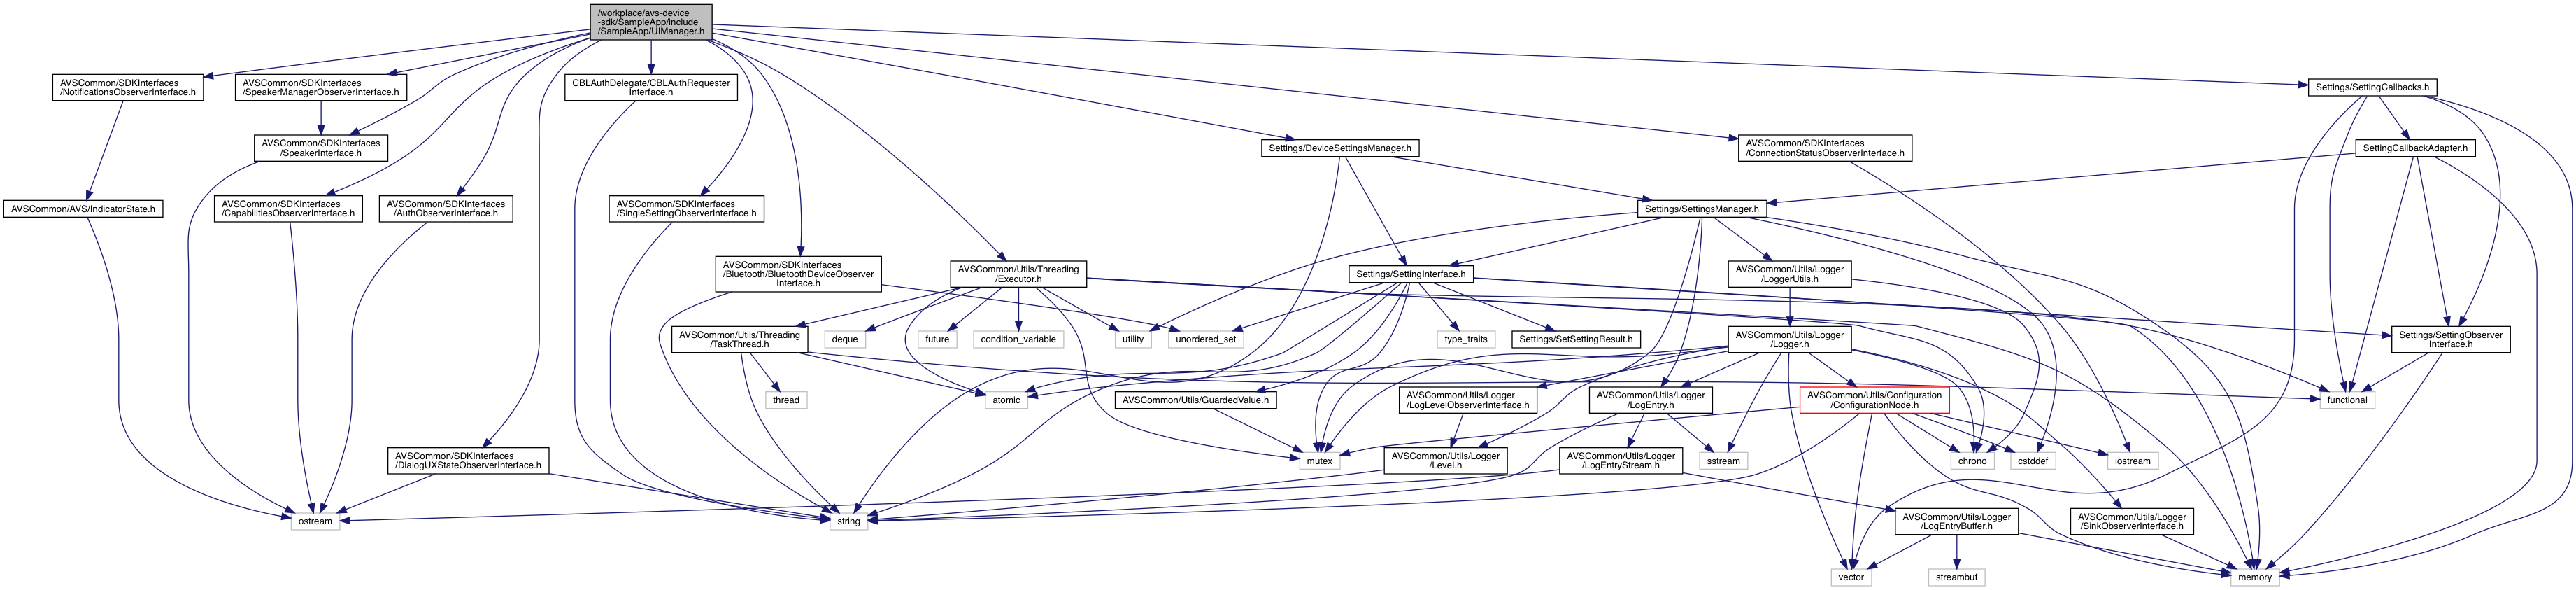 /workplace/avs-device
-sdk/SampleApp/include
/SampleApp/UIManager.h
AVSCommon/SDKInterfaces
/NotificationsObserverInterface.h
AVSCommon/SDKInterfaces
/SpeakerManagerObserverInterface.h
CBLAuthDelegate/CBLAuthRequester
Interface.h
Settings/SettingCallbacks.h
AVSCommon/SDKInterfaces
/SpeakerInterface.h
Settings/DeviceSettingsManager.h
AVSCommon/SDKInterfaces
/ConnectionStatusObserverInterface.h
SettingCallbackAdapter.h
AVSCommon/AVS/IndicatorState.h
AVSCommon/SDKInterfaces
/CapabilitiesObserverInterface.h
AVSCommon/SDKInterfaces
/AuthObserverInterface.h
AVSCommon/SDKInterfaces
/SingleSettingObserverInterface.h
Settings/SettingsManager.h
AVSCommon/SDKInterfaces
/Bluetooth/BluetoothDeviceObserver
Interface.h
AVSCommon/Utils/Threading
/Executor.h
Settings/SettingInterface.h
AVSCommon/Utils/Logger
/LoggerUtils.h
AVSCommon/Utils/Threading
/TaskThread.h
deque
future
condition_variable
utility
unordered_set
type_traits
Settings/SetSettingResult.h
AVSCommon/Utils/Logger
/Logger.h
Settings/SettingObserver
Interface.h
thread
atomic
AVSCommon/Utils/GuardedValue.h
AVSCommon/Utils/Logger
/LogLevelObserverInterface.h
AVSCommon/Utils/Logger
/LogEntry.h
AVSCommon/Utils/Configuration
/ConfigurationNode.h
functional
AVSCommon/SDKInterfaces
/DialogUXStateObserverInterface.h
mutex
AVSCommon/Utils/Logger
/Level.h
AVSCommon/Utils/Logger
/LogEntryStream.h
sstream
chrono
cstddef
iostream
ostream
string
AVSCommon/Utils/Logger
/LogEntryBuffer.h
AVSCommon/Utils/Logger
/SinkObserverInterface.h
vector
streambuf
memory